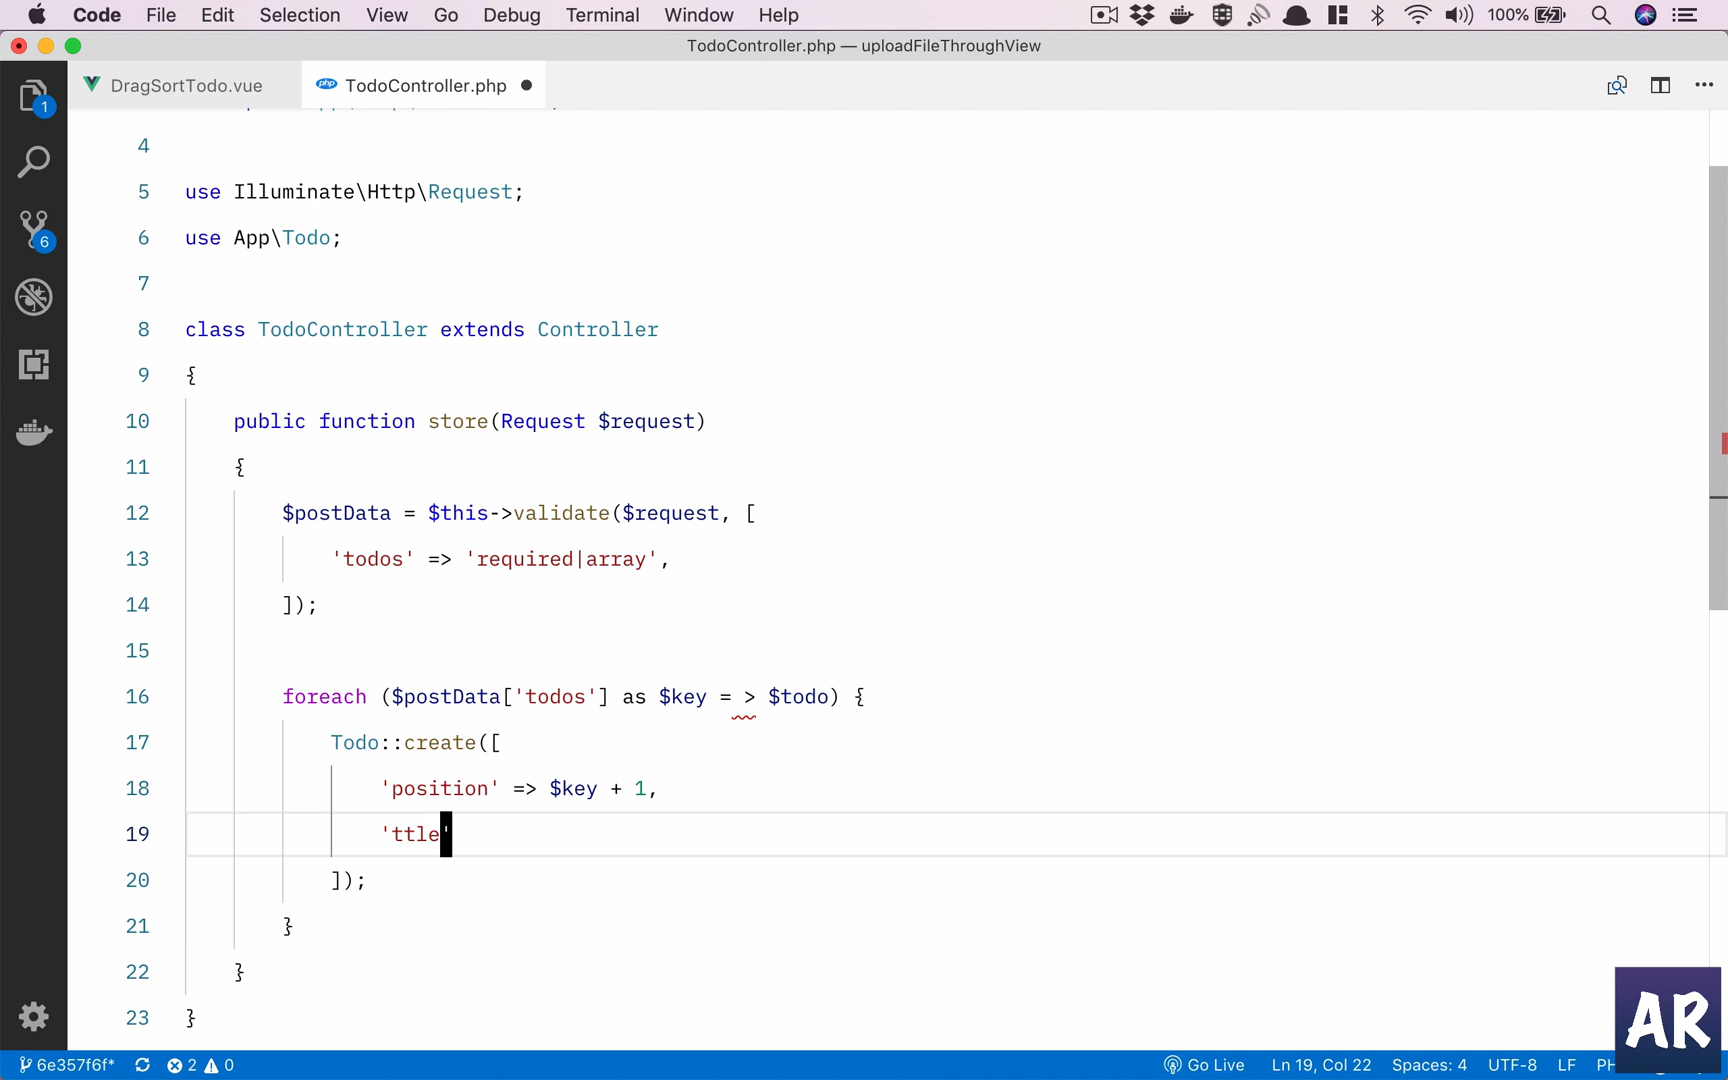 Code File Edit Selection View Go Debug Terminal Window Help 100%
TodoController.php — uploadFileThroughView
DragSortTodo.vue php TodoController.php
1
4
5 use Illuminate\Http\Request;
6 use App\Todo;
6
7
8 class TodoController extends Controller
9 {
10 public function store(Request $request)
11 {
12 $postData = $this->validate($request, [
13 'todos' => 'required|array',
14 ]);
15
16 foreach ($postData['todos'] as $key = > $todo) {
17 Todo::create([
18 'position' => $key + 1,
19 'ttle'
20 ]);
21 }
22 }
23 }
AR
6e357f6f* 2 0 Go Live Ln 19, Col 22 Spaces: 4 UTF-8 LF